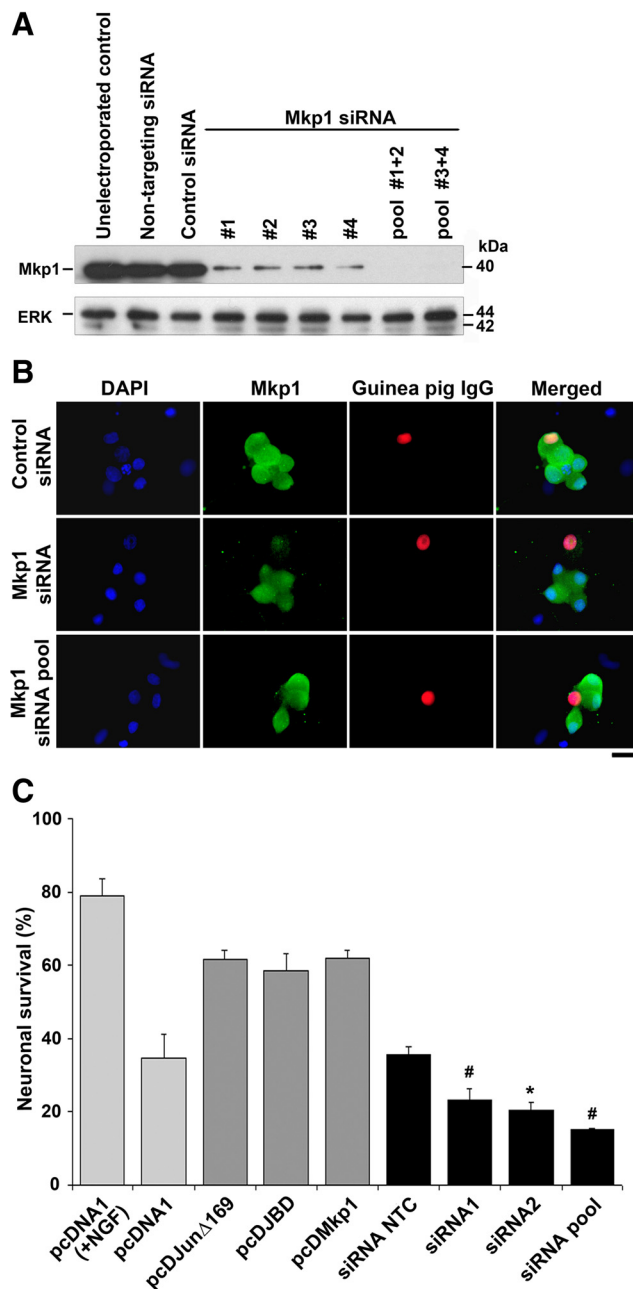 A
Unelectroporated control
Non-targeting siRNA
Control siRNA
Mkp1 siRNA
#1
#2
#3
#4
pool #1+2
pool #3+4
kDa
Mkp1
40
ERK
44
42
B
DAPI
Mkp1
Guinea pig IgG
Merged
Control
siRNA
Mkp1
siRNA
Mkp1
siRNA pool
C
Neuronal survival (%)
100
80
60
40
20
0
#
*
#
pcDNA1
(+NGF)
pcDNA1
pcDJunΔ169
pcDJBD
pcDMkp1
siRNA NTC
siRNA1
siRNA2
siRNA pool